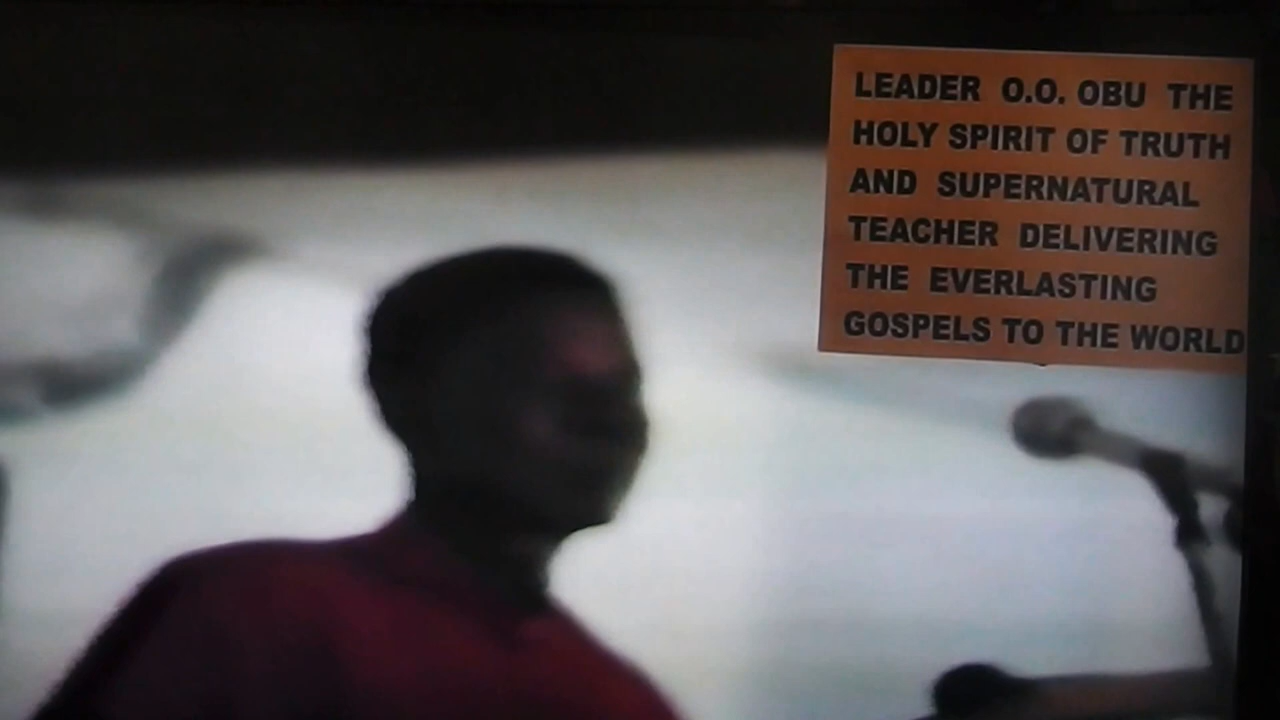 LEADER O.O. OBU THE
HOLY SPIRIT OF TRUTH
AND SUPERNATURAL
TEACHER DELIVERING
THE EVERLASTING
GOSPELS TO THE WORLD